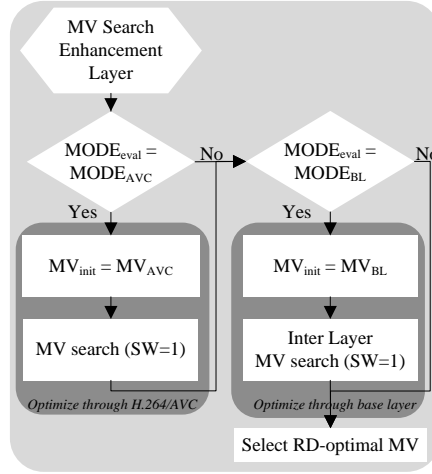 MV Search
Enhancement
Layer
MODEeval =
MODEAVC
No
MODEeval =
MODEBL
No
Yes
Yes
MVinit = MVAVC
MVinit = MVBL
MV search (SW=1)
Inter Layer
MV search (SW=1)
Optimize through H.264/AVC
Optimize through base layer
Select RD-optimal MV